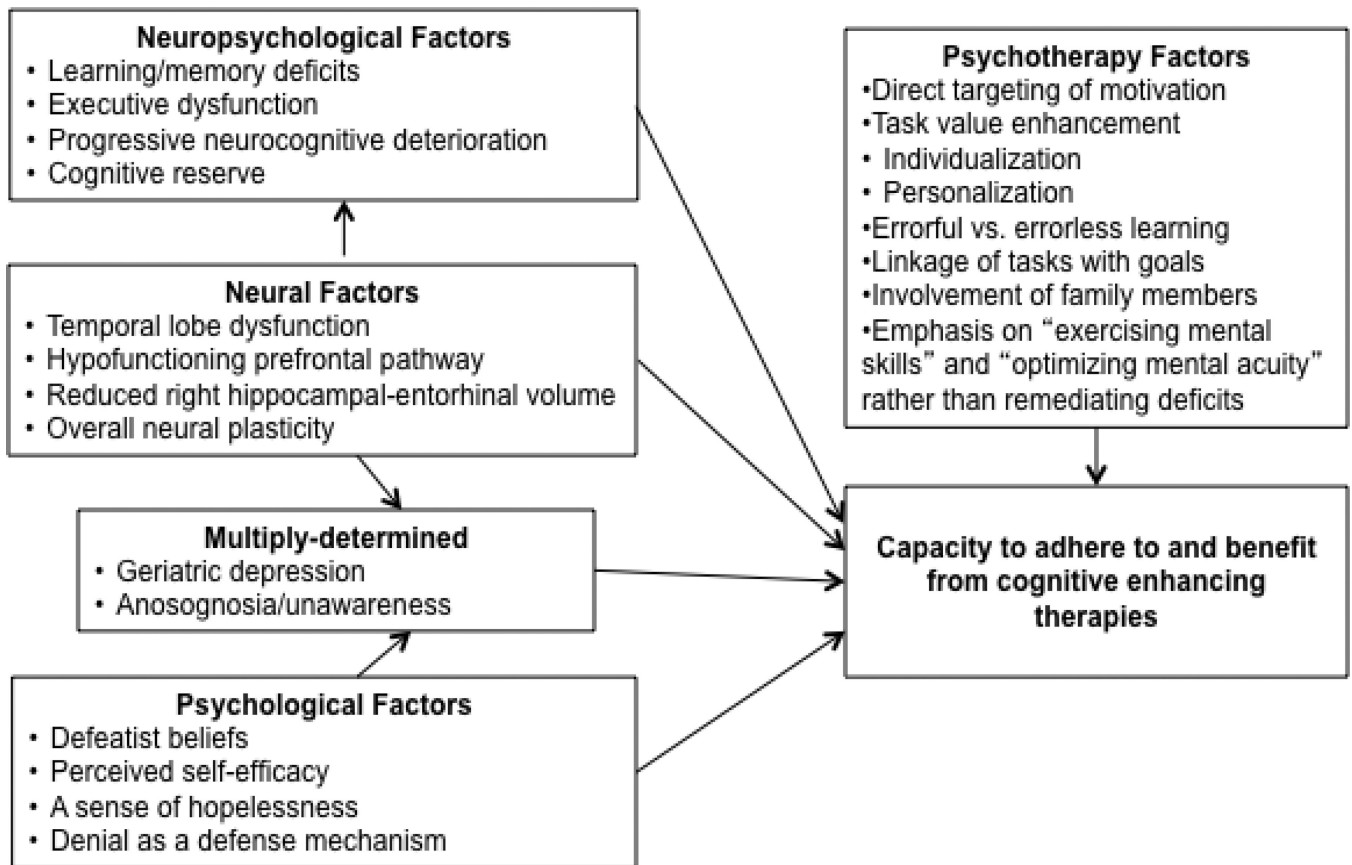 Neuropsychological Factors
• Learning/memory deficits
• Executive dysfunction
• Progressive neurocognitive deterioration
• Cognitive reserve
Neural Factors
• Temporal lobe dysfunction
• Hypofunctioning prefrontal pathway
• Reduced right hippocampal-entorhinal volume
• Overall neural plasticity
Multiply-determined
• Geriatric depression
• Anosognosia/unawareness
Psychological Factors
• Defeatist beliefs
• Perceived self-efficacy
• A sense of hopelessness
• Denial as a defense mechanism
Psychotherapy Factors
•Direct targeting of motivation
•Task value enhancement
• Individualization
• Personalization
•Errorful vs. errorless learning
•Linkage of tasks with goals
•Involvement of family members
•Emphasis on “exercising mental
skills” and “optimizing mental acuity”
rather than remediating deficits
Capacity to adhere to and benefit
from cognitive enhancing
therapies